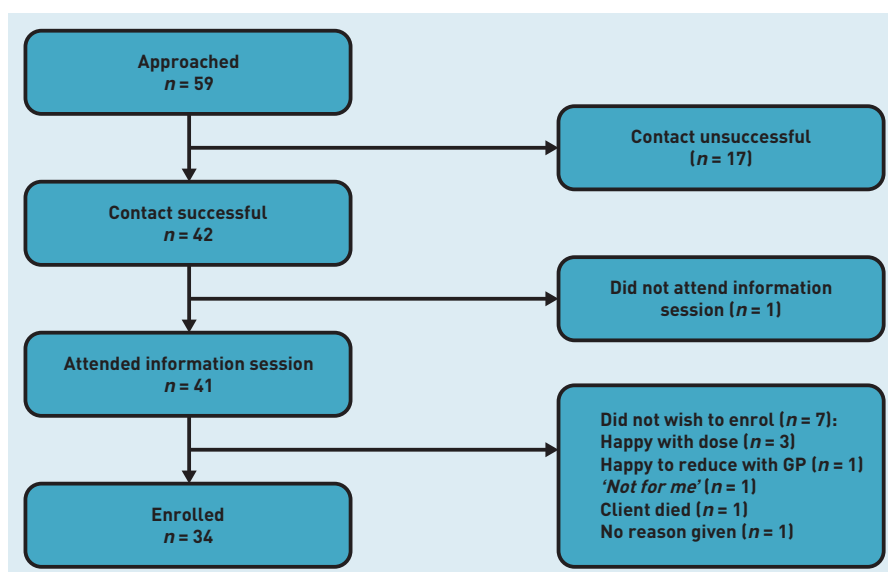 Approached
n = 59
Contact unsuccessful
(n = 17)
Contact successful
n = 42
Did not attend information
session (n = 1)
Attended information session
n = 41
Did not wish to enrol (n = 7):
Happy with dose (n = 3)
Happy to reduce with GP (n = 1)
‘Not for me’ (n = 1)
Client died (n = 1)
No reason given (n = 1)
Enrolled
n = 34